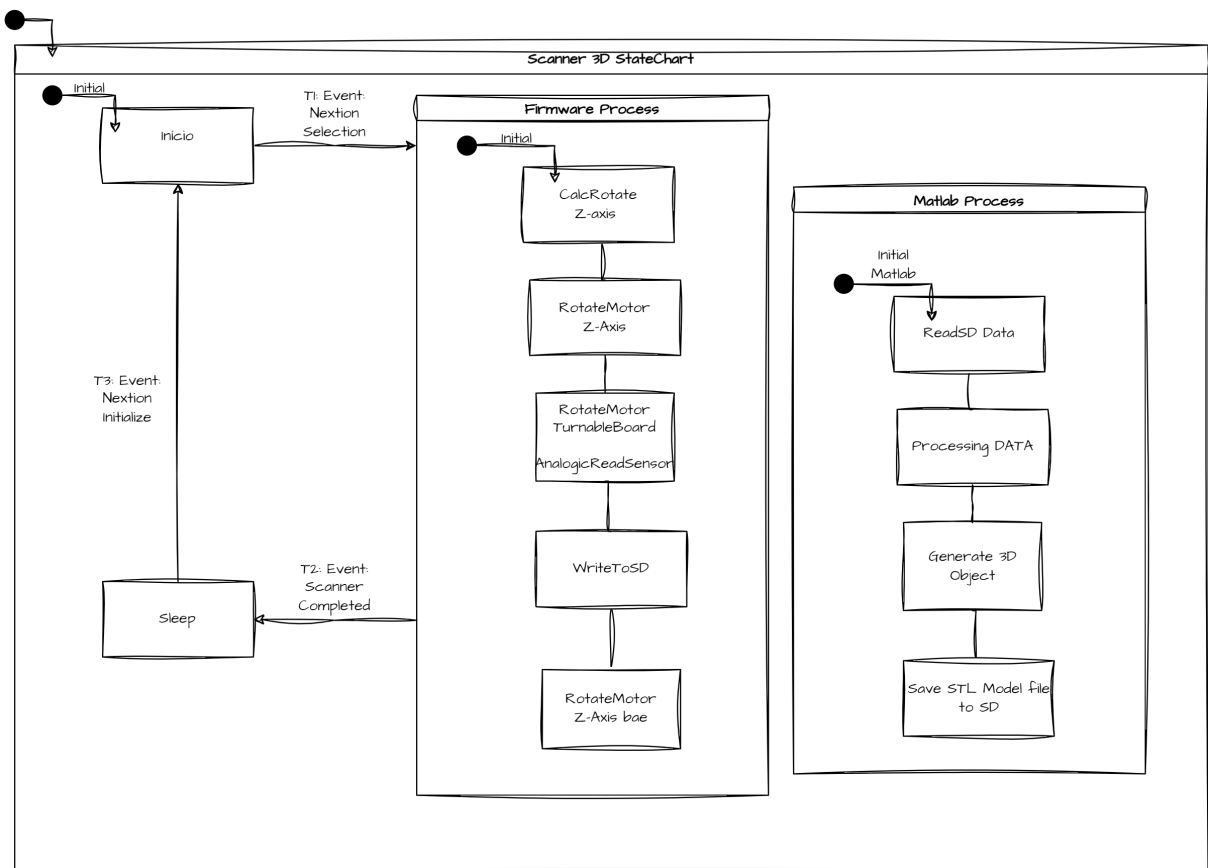 Scanner 3D StateChart
Initial
Inicio
T1: Event:
Nextion
Selection
Firmware Process
Initial
CalcRotate
Z-axis
RotateMotor
Z-Axis
RotateMotor
TurnableBoard
AnalogicReadSensor
WriteToSD
RotateMotor
Z-Axis bae
Matlab Process
Initial
Matlab
ReadSD Data
Processing DATA
Generate 3D
Object
Save STL Model file
to SD
T3: Event:
Nextion
Initialize
T2: Event:
Scanner
Completed
Sleep